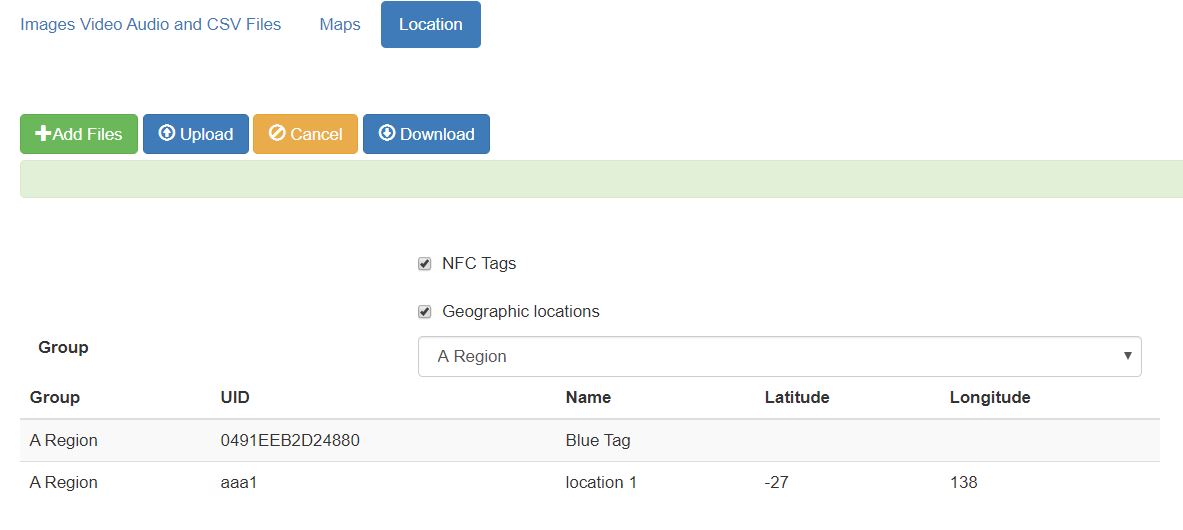 Images Video Audio and CSV Files Maps Location
Add Files Upload Cancel Download
NFC Tags
Geographic locations
Group
A Region
Group UID Name Latitude Longitude
A Region 0491EEB2D24880 Blue Tag
A Region aaa1 location 1 -27 138